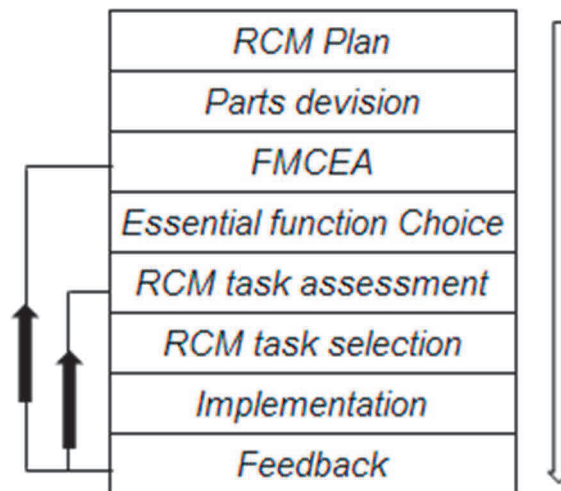 RCM Plan
Parts devision
FMCEA
Essential function Choice
RCM task assessment
RCM task selection
Implementation
Feedback